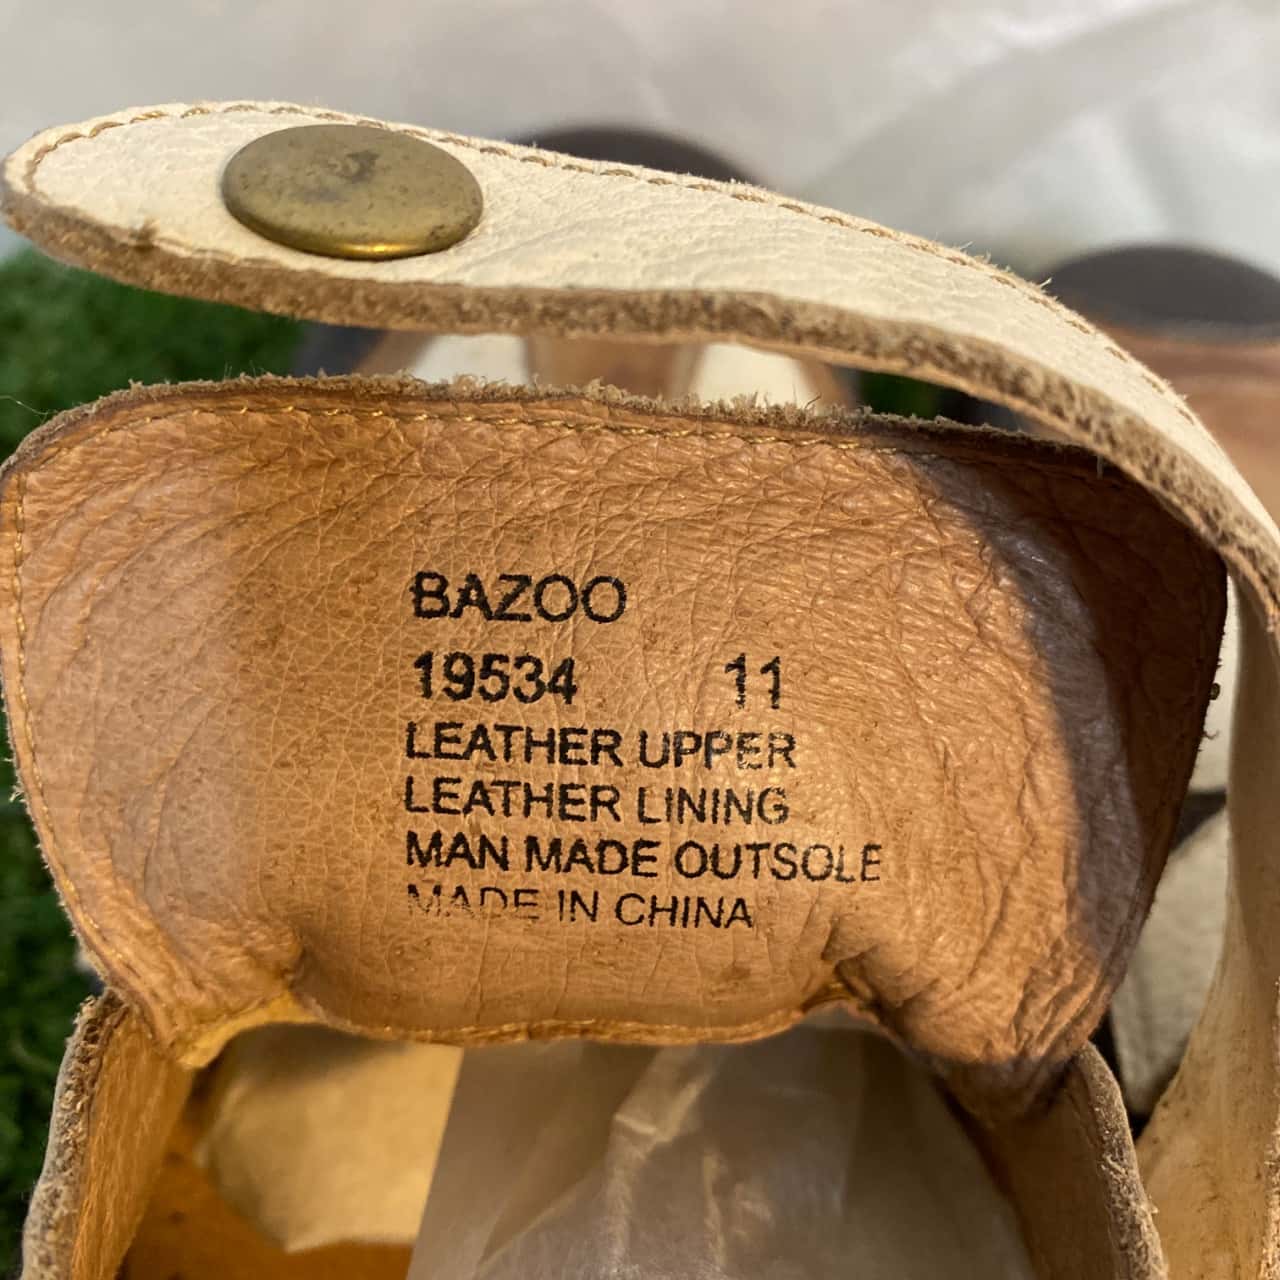 BAZOO
19534 11
LEATHER UPPER
LEATHER LINING
MAN MADE OUTSOLE
MADE IN CHINA